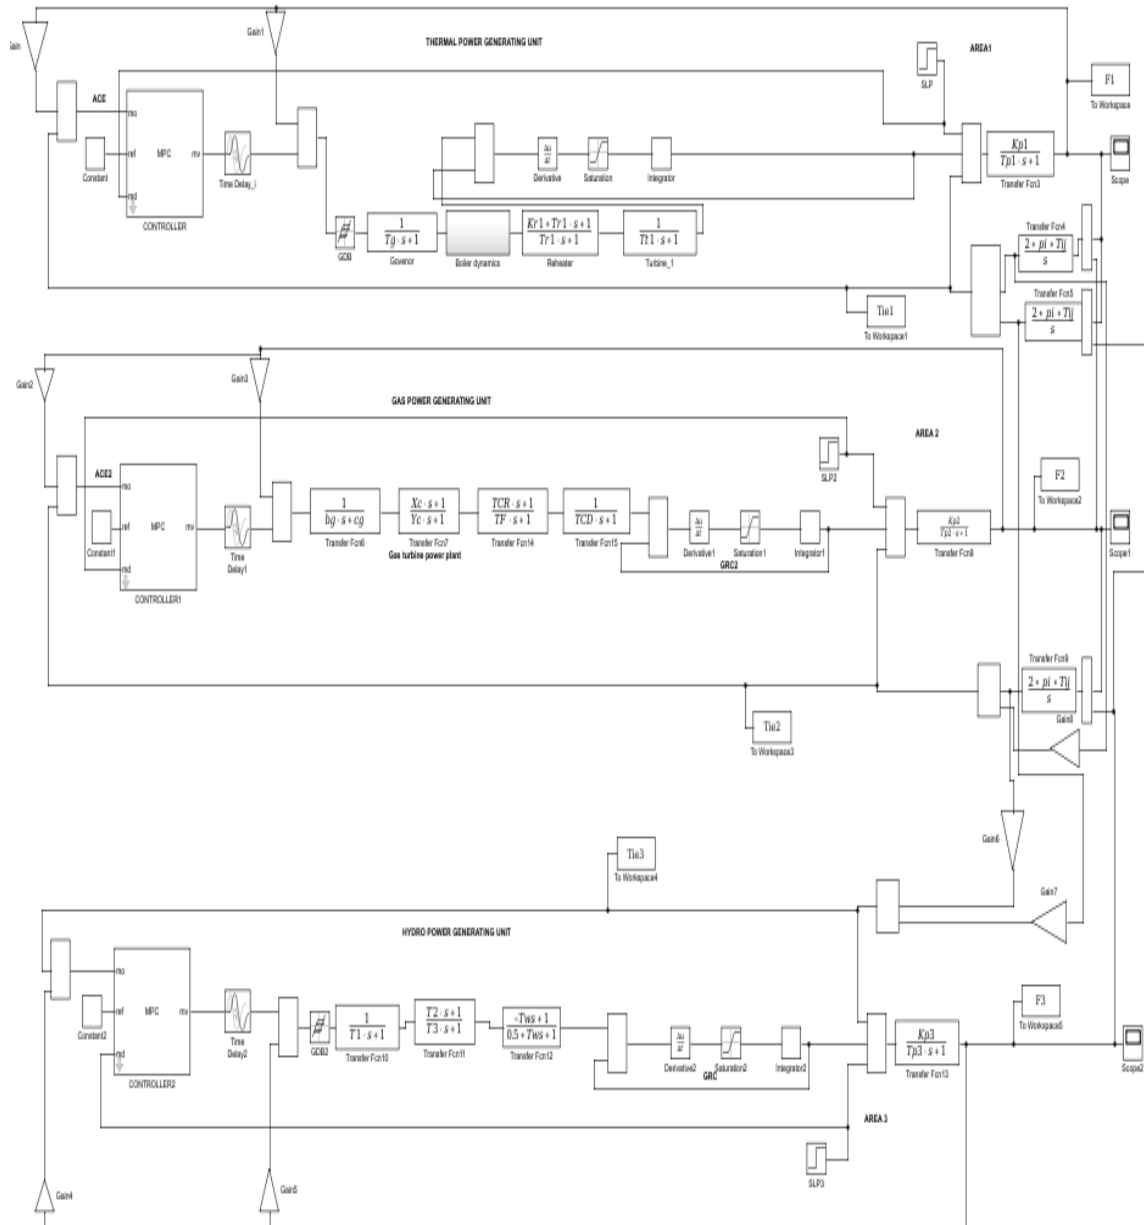 Gain1
THERMAL POWER GENERATING UNIT
AREA1
SLP
F1
To Workspace
ACE
mo
ref
md
MPC
mv
Constant
Time Delay_i
CONTROLLER
Derivative
Δu
Δt
Saturation
Integrator
Kp1
Tp1·s+1
Transfer Fcn3
Scope
GDB
1
Tg·s+1
Govenor
Boiler dynamics
Kr1*Tr1·s+1
Tr1·s+1
Reheater
1
Tt1·s+1
Turbine_1
Transfer Fcn4
2*pi*Tij
s
Transfer Fcn5
2*pi*Tij
s
Tie1
To Workspace1
Gain2
Gain3
GAS POWER GENERATING UNIT
AREA 2
SLP2
F2
To Workspace2
ACE2
mo
ref
md
MPC
mv
Constant1
Time
Delay1
CONTROLLER1
1
bg·s+cg
Transfer Fcn6
Xc·s+1
Yc·s+1
Transfer Fcn7
TCR·s+1
TF·s+1
Transfer Fcn14
1
TCD·s+1
Transfer Fcn15
Gas turbine power plant
Δu
Δt
Derivative1
Saturation1
Integrator1
GRC2
Kp2
Tp2·s+1
Transfer Fcn8
Scope1
Transfer Fcn9
2*pi*Tij
s
Gain8
Tie2
To Workspace3
Gain6
Tie3
To Workspace4
Gain7
HYDRO POWER GENERATING UNIT
mo
ref
md
MPC
mv
Constant2
Time
Delay2
CONTROLLER2
GDB2
1
T1·s+1
Transfer Fcn10
T2·s+1
T3·s+1
Transfer Fcn11
-Tws+1
0.5*Tws+1
Transfer Fcn12
Δu
Δt
Derivative2
Saturation2
Integrator2
GRC
Kp3
Tp3·s+1
Transfer Fcn13
F3
To Workspace5
Scope2
AREA 3
SLP3
Gain4
Gain5